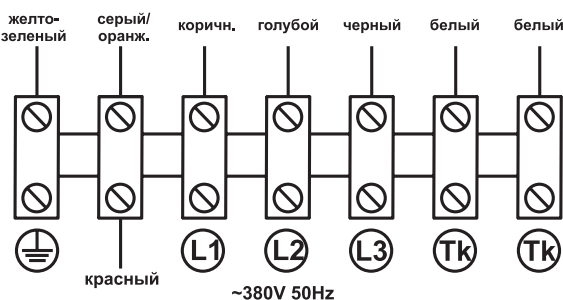 желто-
зеленый
серый/
оранж.
коричн.
голубой
черный
белый
белый
L1
L2
L3
Tk
Tk
красный
~380V 50Hz